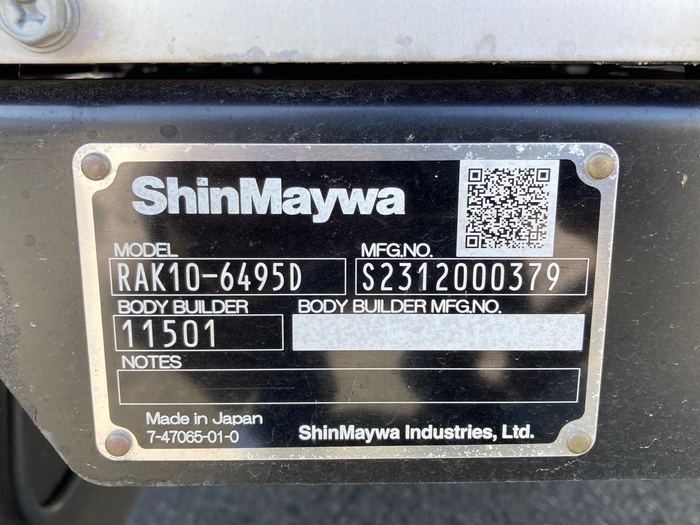 ShinMaywa
MODEL
MFG.NO.
RAK10-6495D
S2312000379
BODY BUILDER
BODY BUILDER MFG.NO.
11501
NOTES
Made in Japan
7-47065-01-0
ShinMaywa Industries, Ltd.